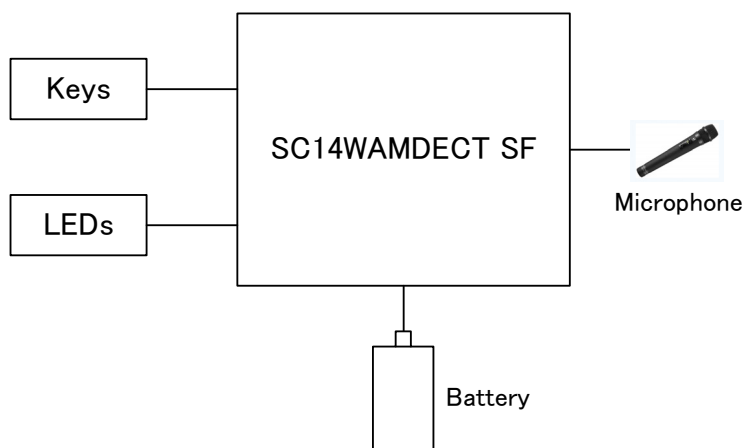 Keys
SC14WAMDECT SF
LEDs
Microphone
Battery